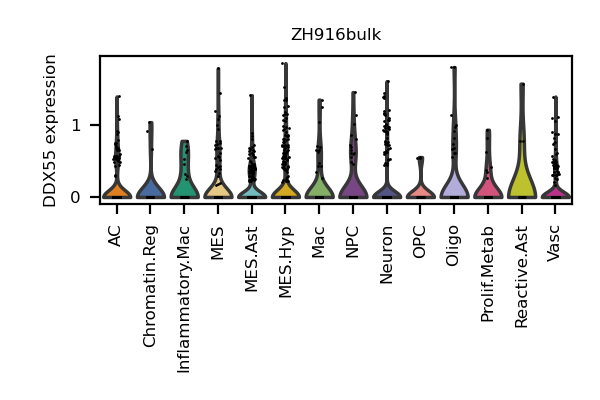 ZH916bulk
DDX55 expression
1
0
AC
Chromatin.Reg
Inflammatory.Mac
MES
MES.Ast
MES.Hyp
Mac
NPC
Neuron
OPC
Oligo
Prolif.Metab
Reactive.Ast
Vasc